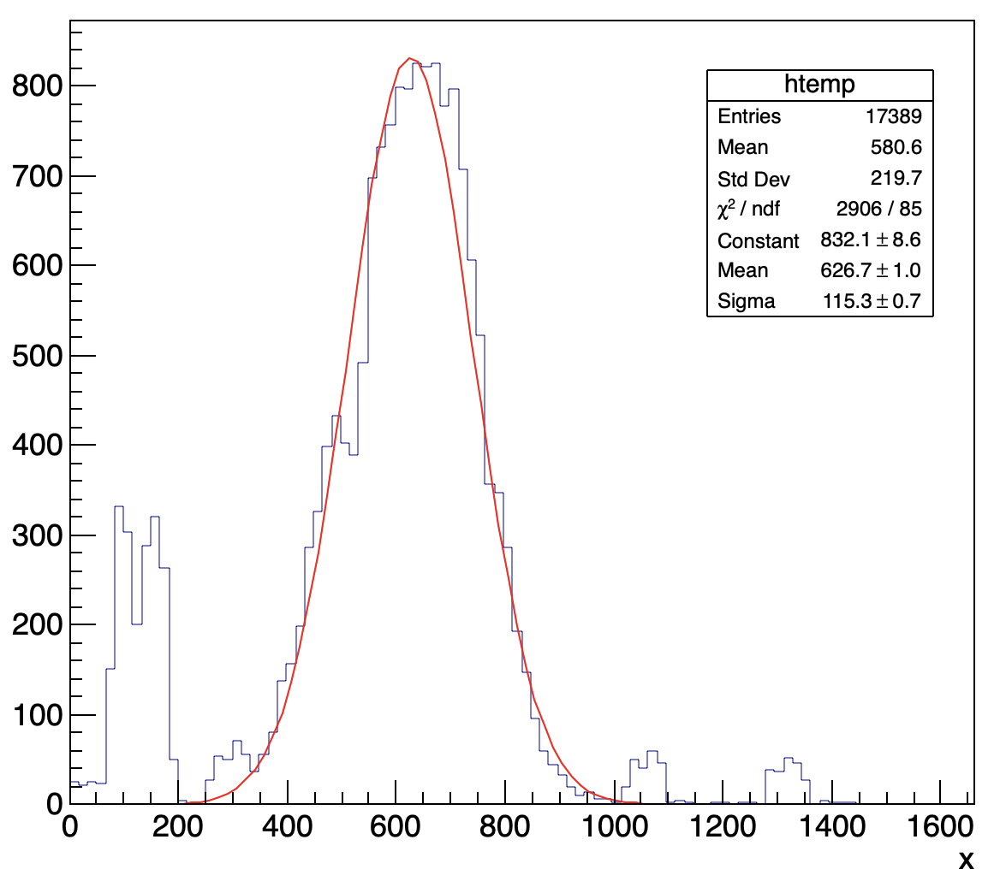 800
700
600
500
400
300
200
100
0
htemp
Entries 17389
Mean 580.6
Std Dev 219.7
χ² / ndf 2906 / 85
Constant 832.1 ± 8.6
Mean 626.7 ± 1.0
Sigma 115.3 ± 0.7
0 200 400 600 800 1000 1200 1400 1600
x